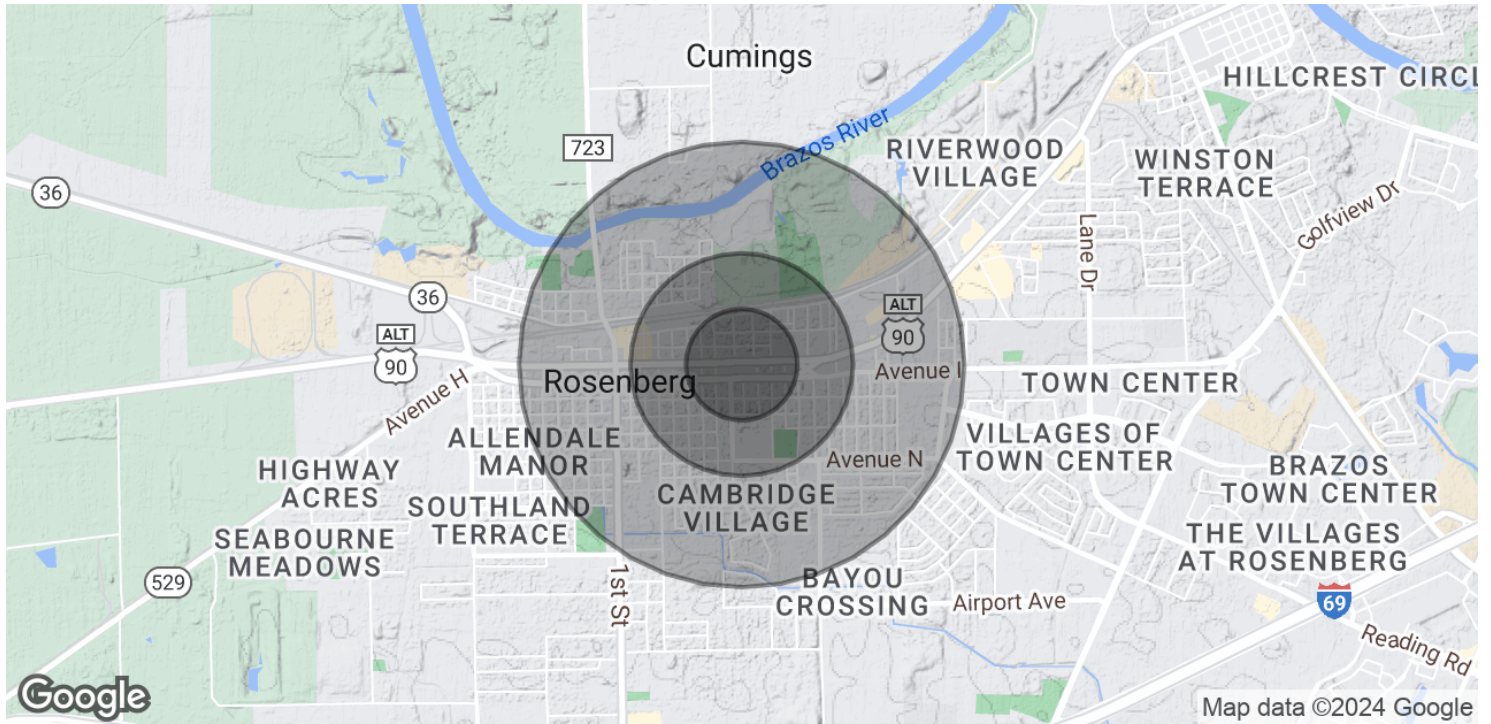 Cumings
HILLCREST CIRCL
Brazos River
723
RIVERWOOD
VILLAGE
WINSTON
TERRACE
36
Golfview Dr
Lane Dr
36
ALT
90
ALT
90
Avenue I
Rosenberg
TOWN CENTER
Avenue H
ALLENDALE
MANOR
VILLAGES OF
TOWN CENTER
Avenue N
HIGHWAY
ACRES
BRAZOS
TOWN CENTER
CAMBRIDGE
VILLAGE
SOUTHLAND
TERRACE
SEABOURNE
MEADOWS
THE VILLAGES
AT ROSENBERG
529
1st St
BAYOU
CROSSING
Airport Ave
69
Reading Rd
Google
Map data ©2024 Google